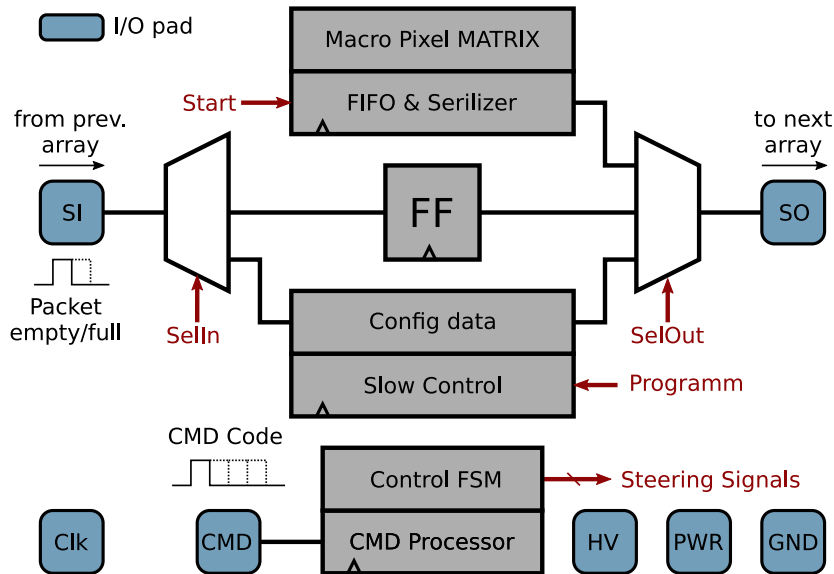 I/O pad
Macro Pixel MATRIX
Start
FIFO & Serilizer
from prev.
array
to next
array
SI
FF
SO
Packet
empty/full
SelIn
Config data
SelOut
Slow Control
Programm
CMD Code
Control FSM
Steering Signals
Clk
CMD
CMD Processor
HV
PWR
GND